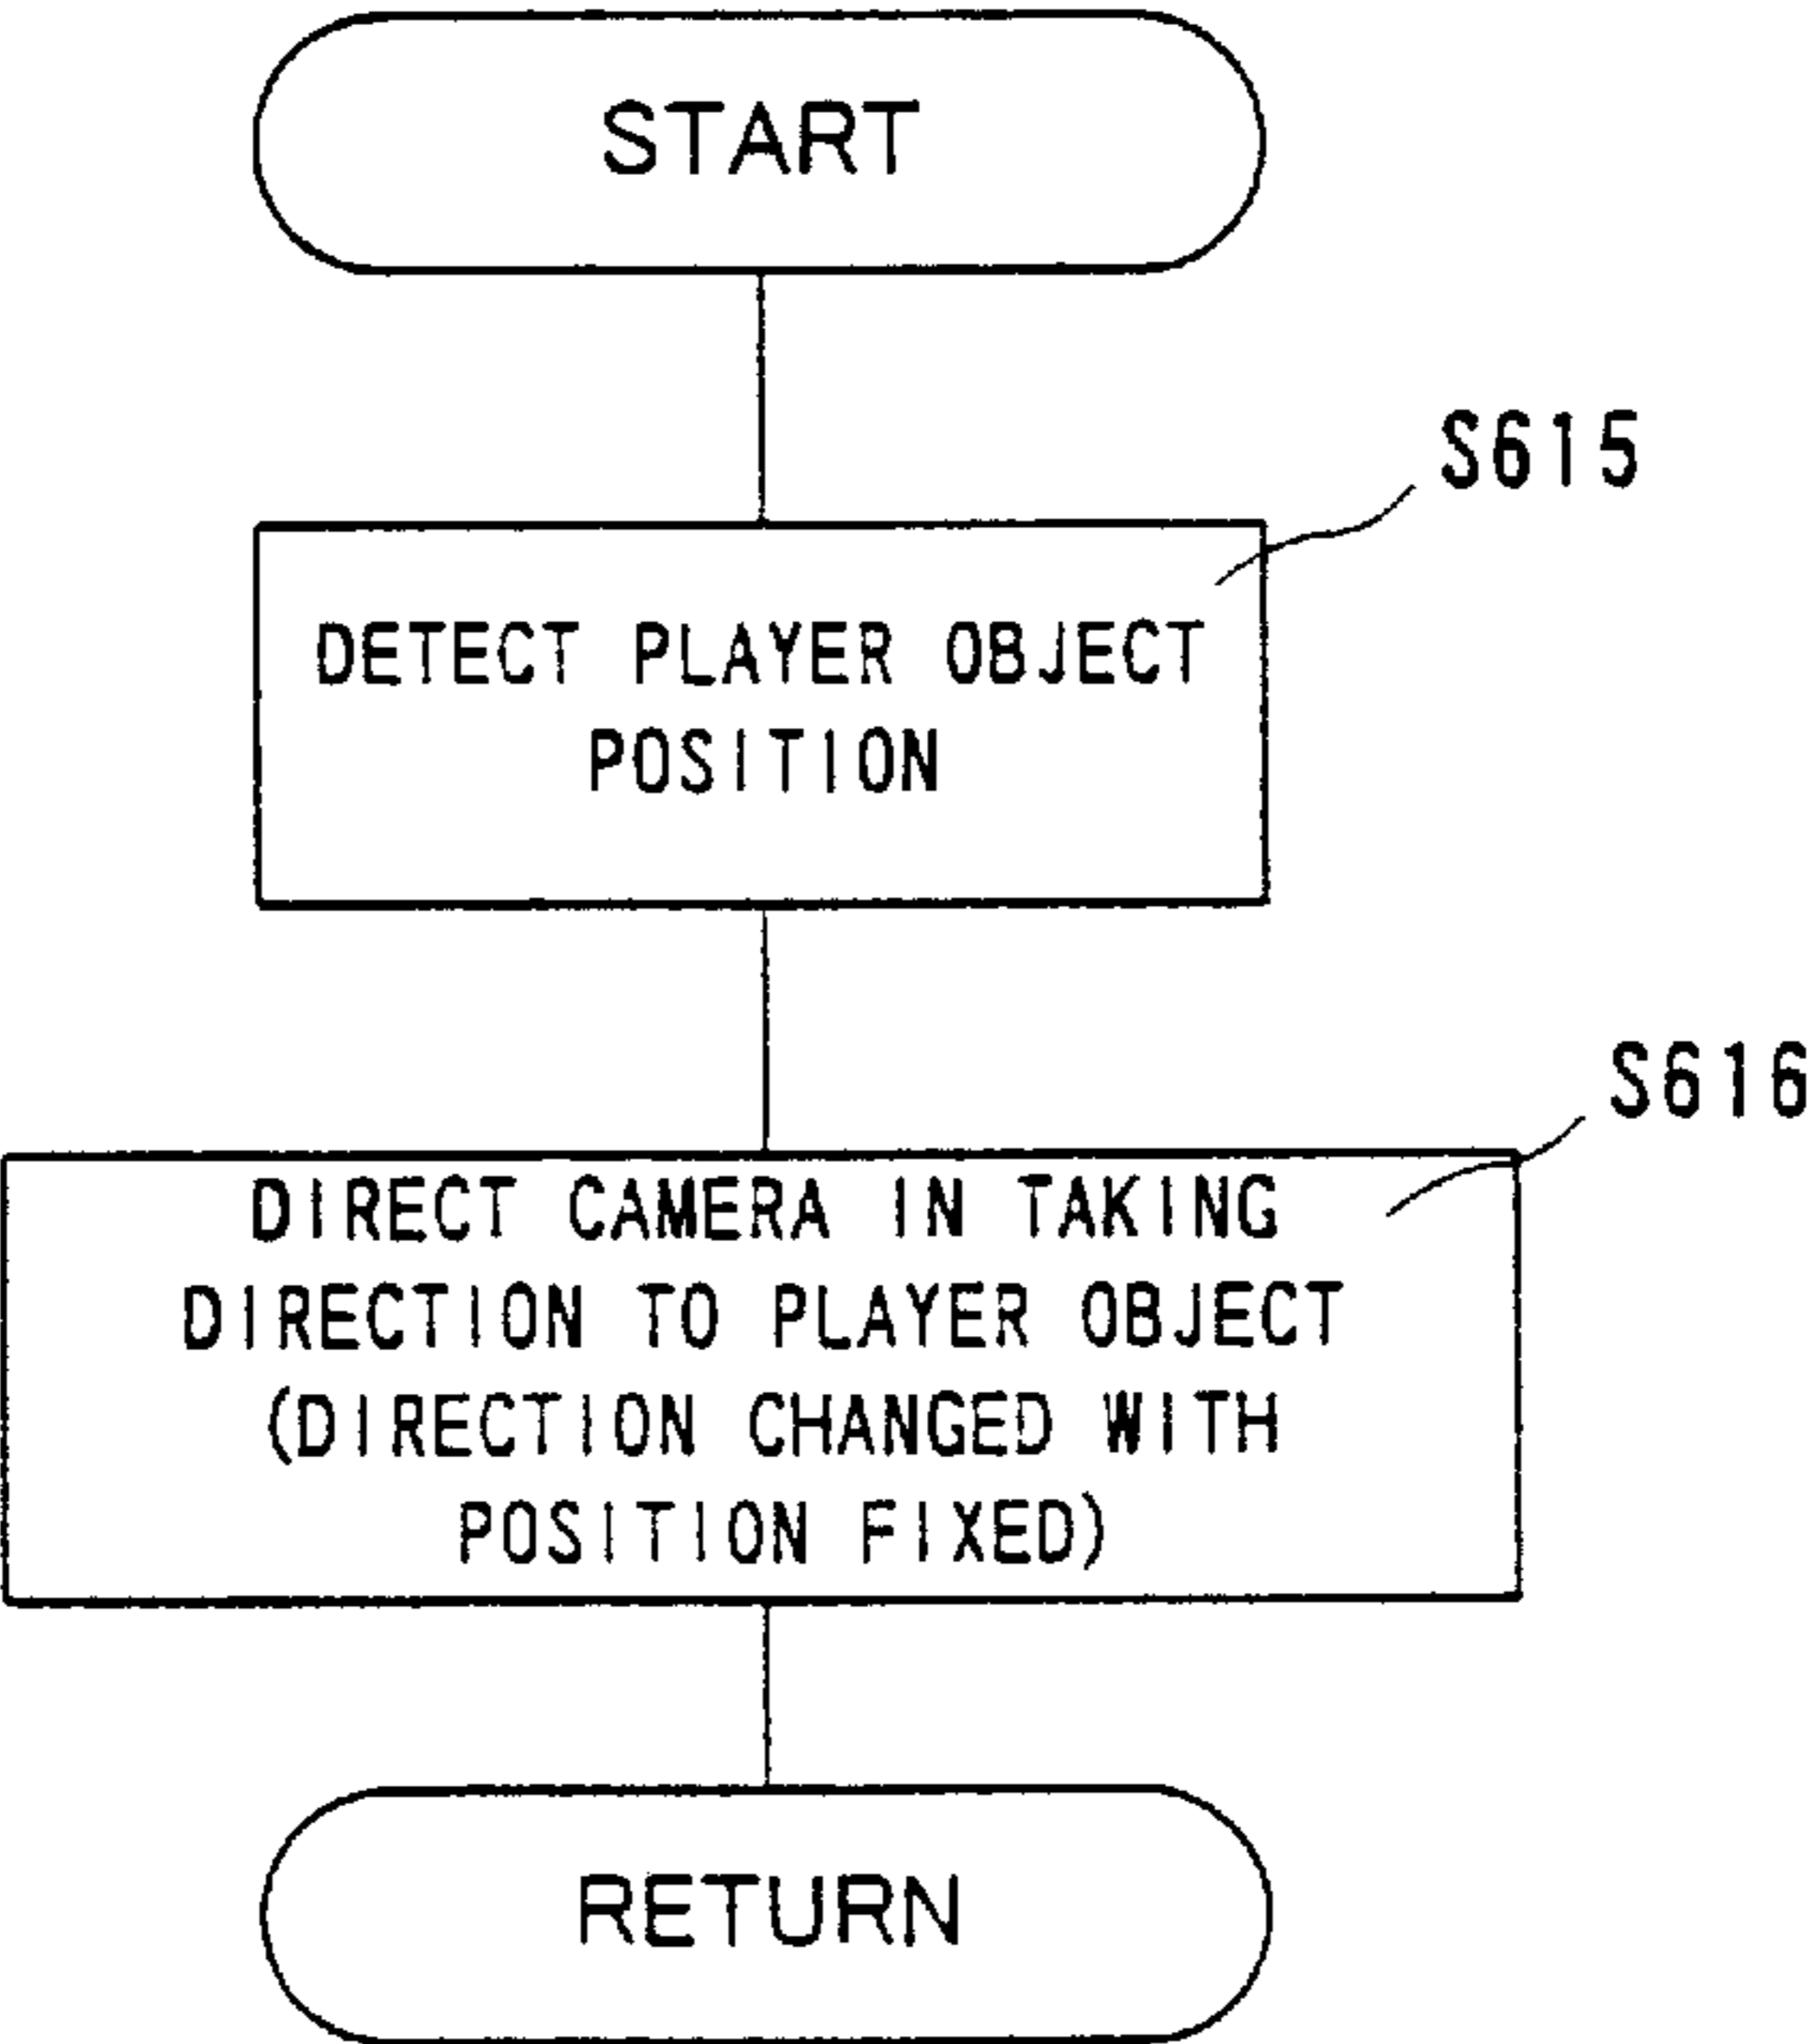 START
S615
DETECT PLAYER OBJECT
POSITION
S616
DIRECT CAMERA IN TAKING
DIRECTION TO PLAYER OBJECT
(DIRECTION CHANGED WITH
POSITION FIXED)
RETURN